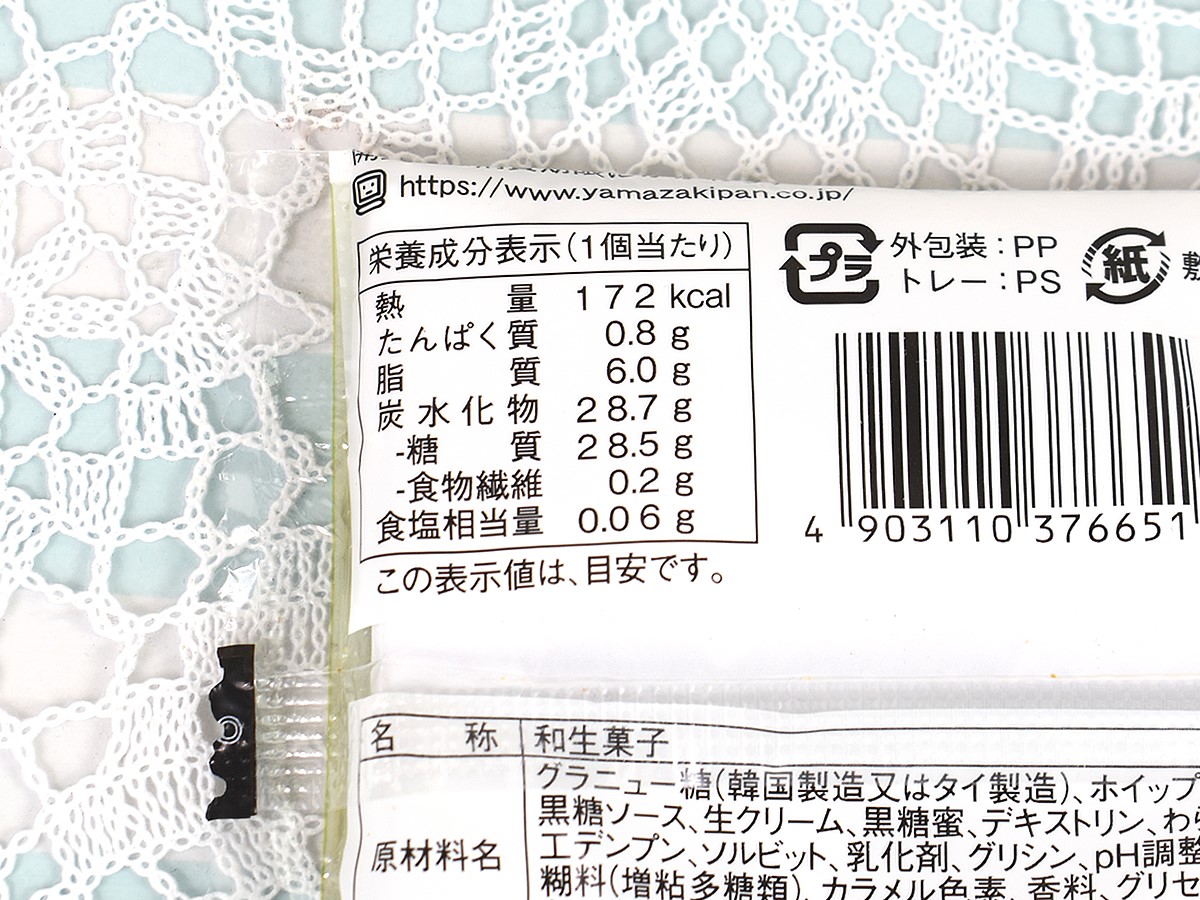 https://www.yamazakipan.co.jp/
栄養成分表示(1個当たり)
熱量 172 kcal
たんぱく質 0.8 g
脂質 6.0 g
炭水化物 28.7 g
-糖質 28.5 g
-食物繊維 0.2 g
食塩相当量 0.06 g
この表示値は、目安です。
プラ
外包装:PP
トレー:PS
紙
敷
4 903110 376651
名称 和生菓子
原材料名
グラニュー糖(韓国製造又はタイ製造)、ホイップ
黒糖ソース、生クリーム、黒糖蜜、デキストリン、わら
工デンプン、ソルビット、乳化剤、グリシン、pH調整
糊料(増粘多糖類)、カラメル色素、香料、グリセ